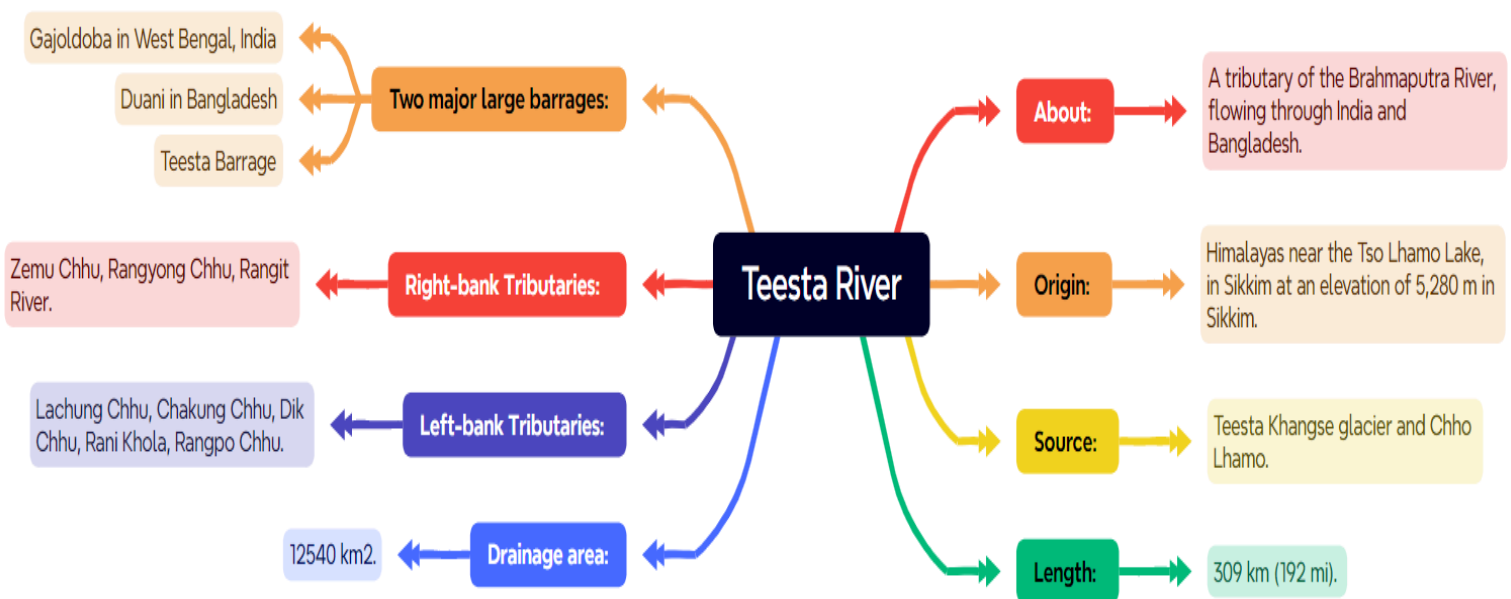 Teesta River
Two major large barrages:
Gajoldoba in West Bengal, India
Duani in Bangladesh
Teesta Barrage
Right-bank Tributaries:
Zemu Chhu, Rangyong Chhu, Rangit
River.
Left-bank Tributaries:
Lachung Chhu, Chakung Chhu, Dik
Chhu, Rani Khola, Rangpo Chhu.
Drainage area:
12540 km2.
About:
A tributary of the Brahmaputra River,
flowing through India and
Bangladesh.
Origin:
Himalayas near the Tso Lhamo Lake,
in Sikkim at an elevation of 5,280 m in
Sikkim.
Source:
Teesta Khangse glacier and Chho
Lhamo.
Length:
309 km (192 mi).